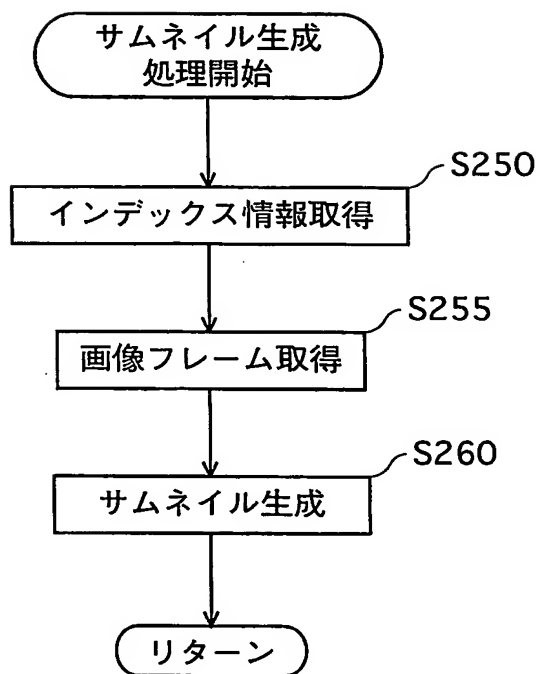 サムネイル生成
処理開始
S250
インデックス情報取得
S255
画像フレーム取得
S260
サムネイル生成
リターン